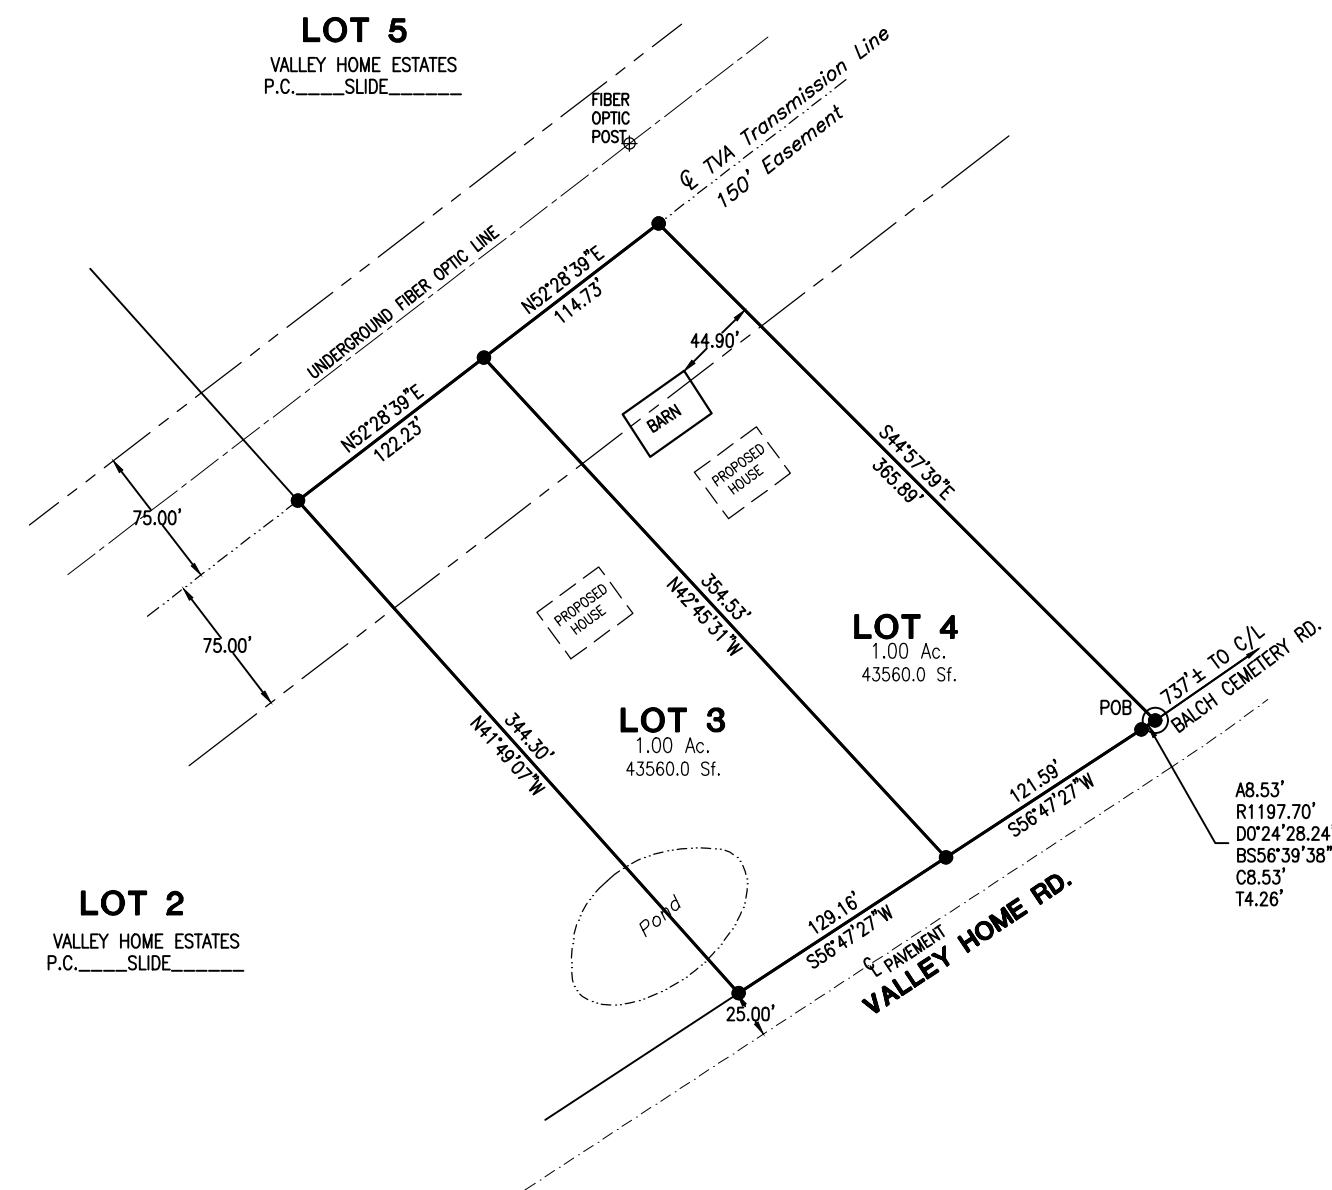 LOT 5
VALLEY HOME ESTATES
P.C.____SLIDE______
FIBER
OPTIC
POST
℄ TVA Transmission Line
150' Easement
UNDERGROUND FIBER OPTIC LINE
N52°28'39"E
114.73'
N52°28'39"E
122.23'
44.90'
BARN
PROPOSED
HOUSE
S44°57'39"E
365.89'
75.00'
75.00'
PROPOSED
HOUSE
354.53'
N42°45'31"W
LOT 4
1.00 Ac.
43560.0 Sf.
737'± TO C/L
BALCH CEMETERY RD.
POB
LOT 3
1.00 Ac.
43560.0 Sf.
344.30'
N41°49'07"W
121.59'
S56°47'27"W
A8.53'
R1197.70'
D0°24'28.24
BS56°39'38"
C8.53'
T4.26'
LOT 2
VALLEY HOME ESTATES
P.C.____SLIDE______
Pond
129.16'
S56°47'27"W
℄ PAVEMENT
VALLEY HOME RD.
25.00'